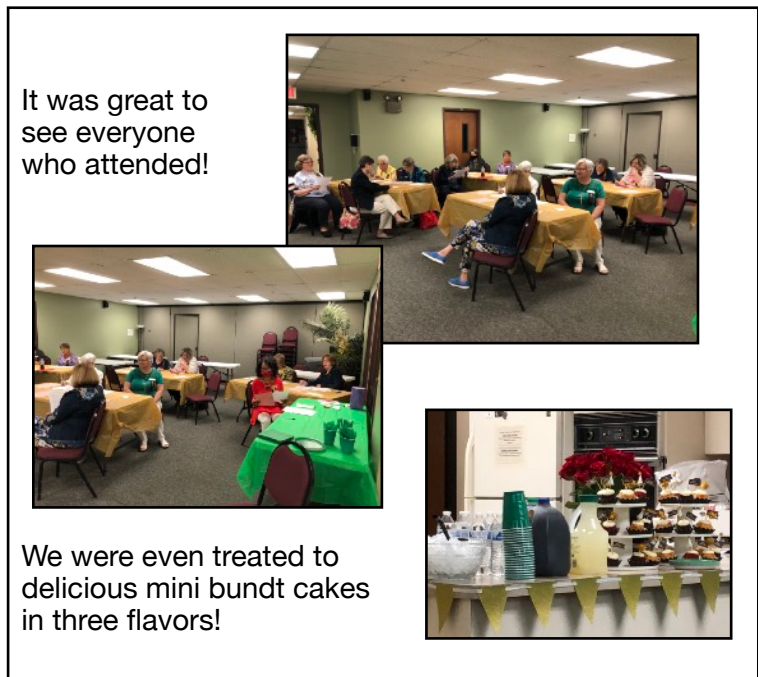 It was great to
see everyone
who attended!
We were even treated to
delicious mini bundt cakes
in three flavors!